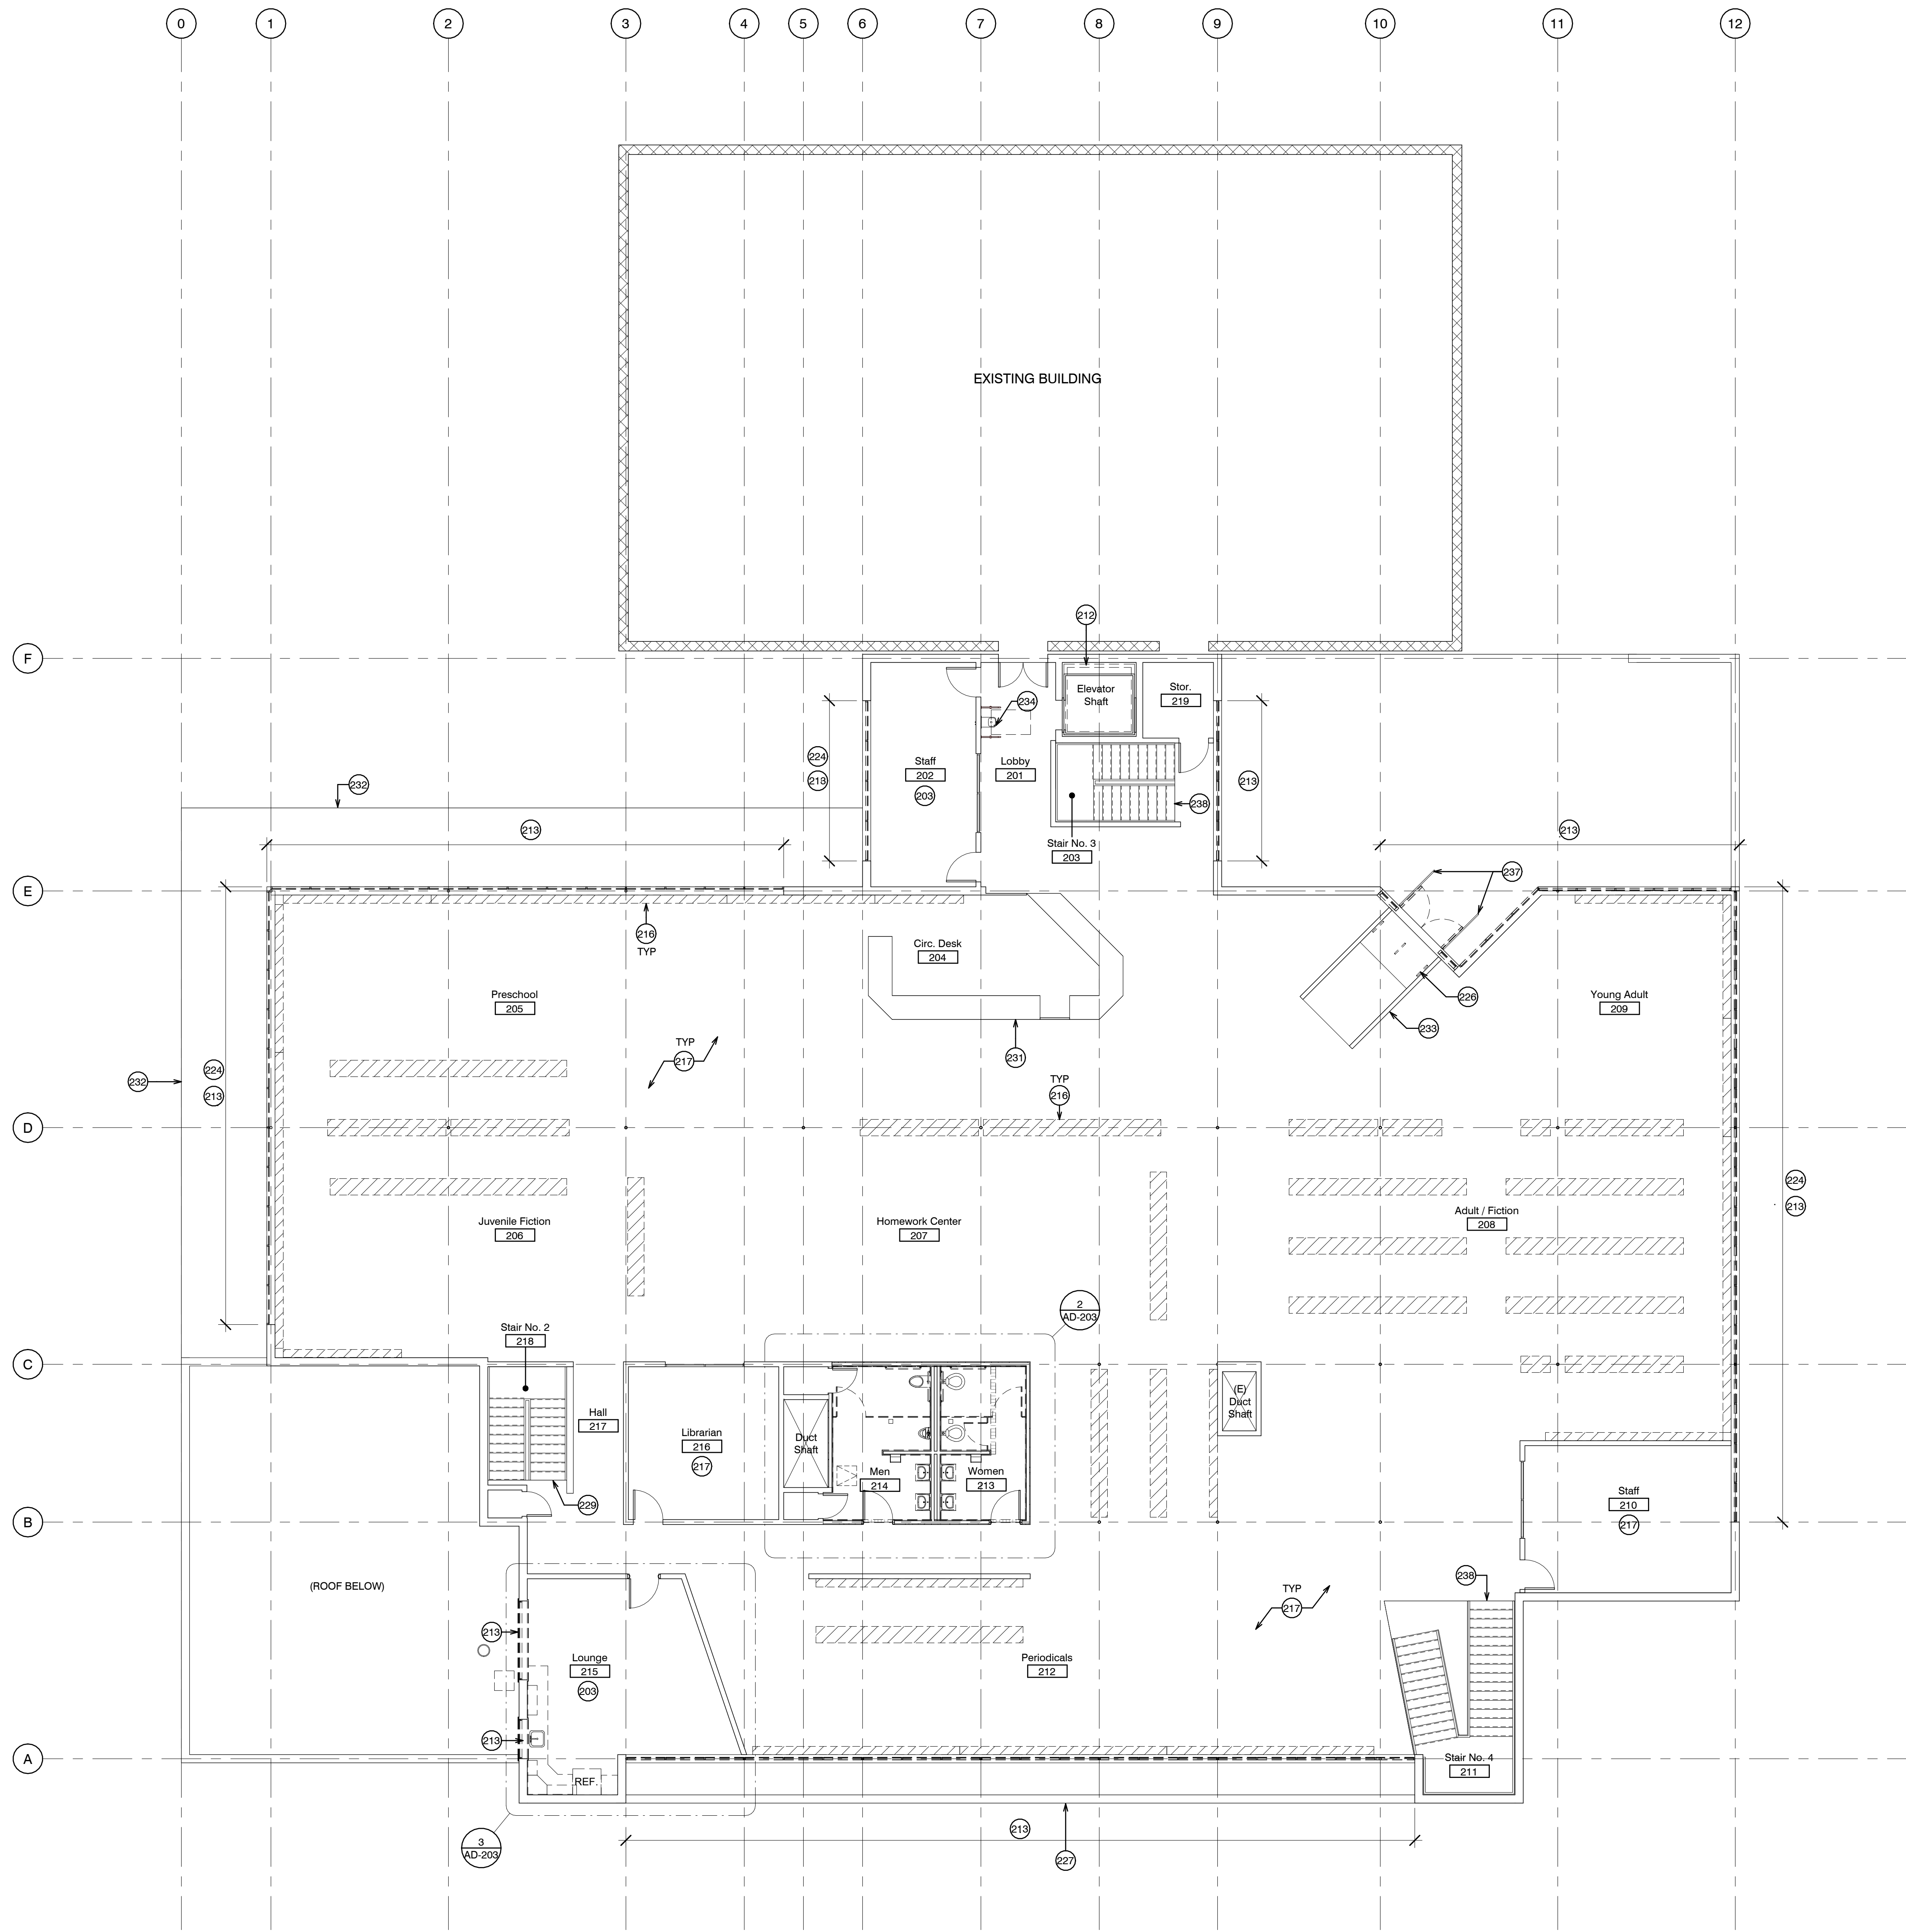 0
1
2
3
4
5
6
7
8
9
10
11
12
EXISTING BUILDING
212
F
Elevator
Shaft
Stor.
219
234
Staff
202
203
Lobby
201
224
213
213
232
238
213
213
Stair No. 3
203
237
E
216
TYP
Circ. Desk
204
Preschool
205
226
Young Adult
209
233
TYP
217
231
224
213
232
TYP
216
D
224
213
Juvenile Fiction
206
Homework Center
207
Adult / Fiction
208
2
AD-203
Stair No. 2
218
C
Hall
217
Librarian
216
217
Duct
Shaft
(E)
Duct
Shaft
Men
214
Women
213
229
Staff
210
217
B
(ROOF BELOW)
238
TYP
217
213
Lounge
215
203
Periodicals
212
213
A
Stair No. 4
211
REF.
213
3
AD-203
227